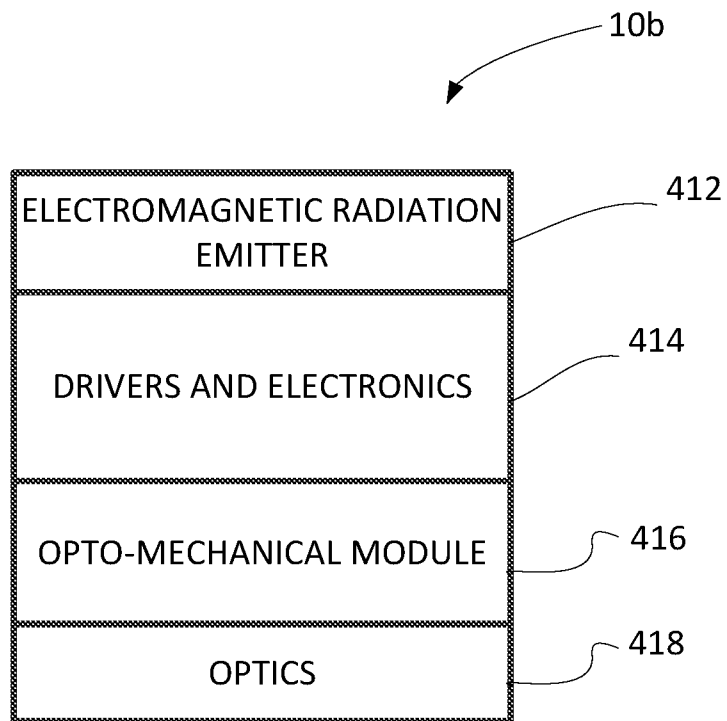 10b
ELECTROMAGNETIC RADIATION
EMITTER
412
DRIVERS AND ELECTRONICS
414
OPTO-MECHANICAL MODULE
416
OPTICS
418